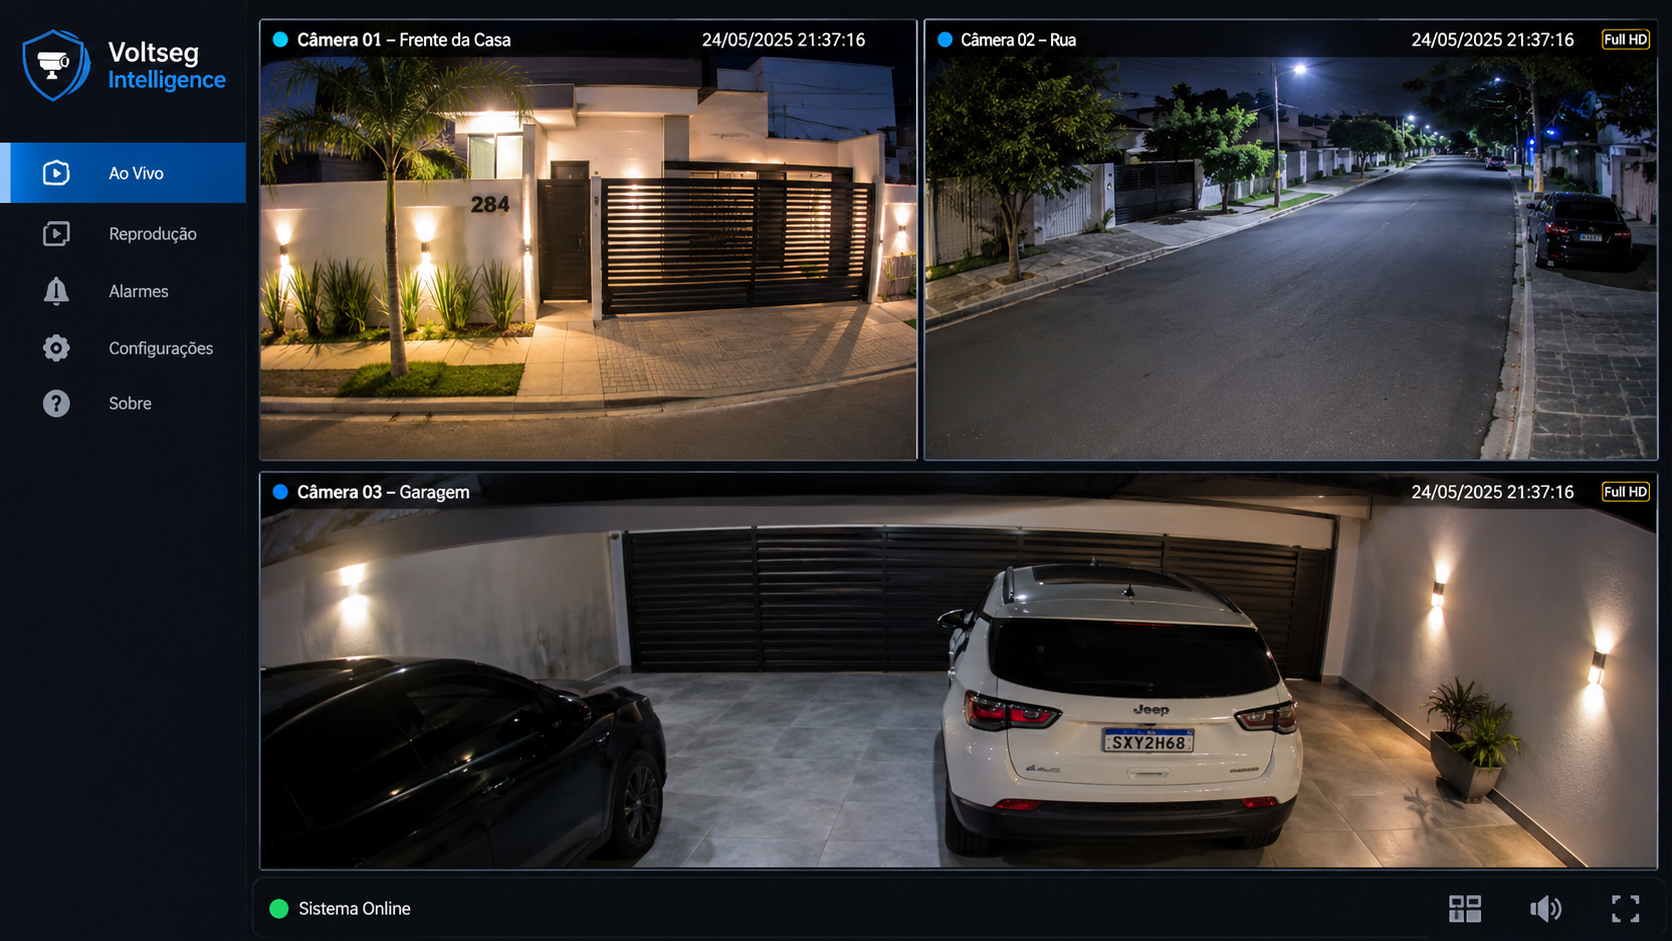 Voltseg
Intelligence
Ao Vivo
Reprodução
Alarmes
Configurações
Sobre
Câmera 01 – Frente da Casa 24/05/2025 21:37:16
284
Câmera 02 – Rua 24/05/2025 21:37:16 Full HD
Câmera 03 – Garagem 24/05/2025 21:37:16 Full HD
Jeep
SXY2H68
Sistema Online